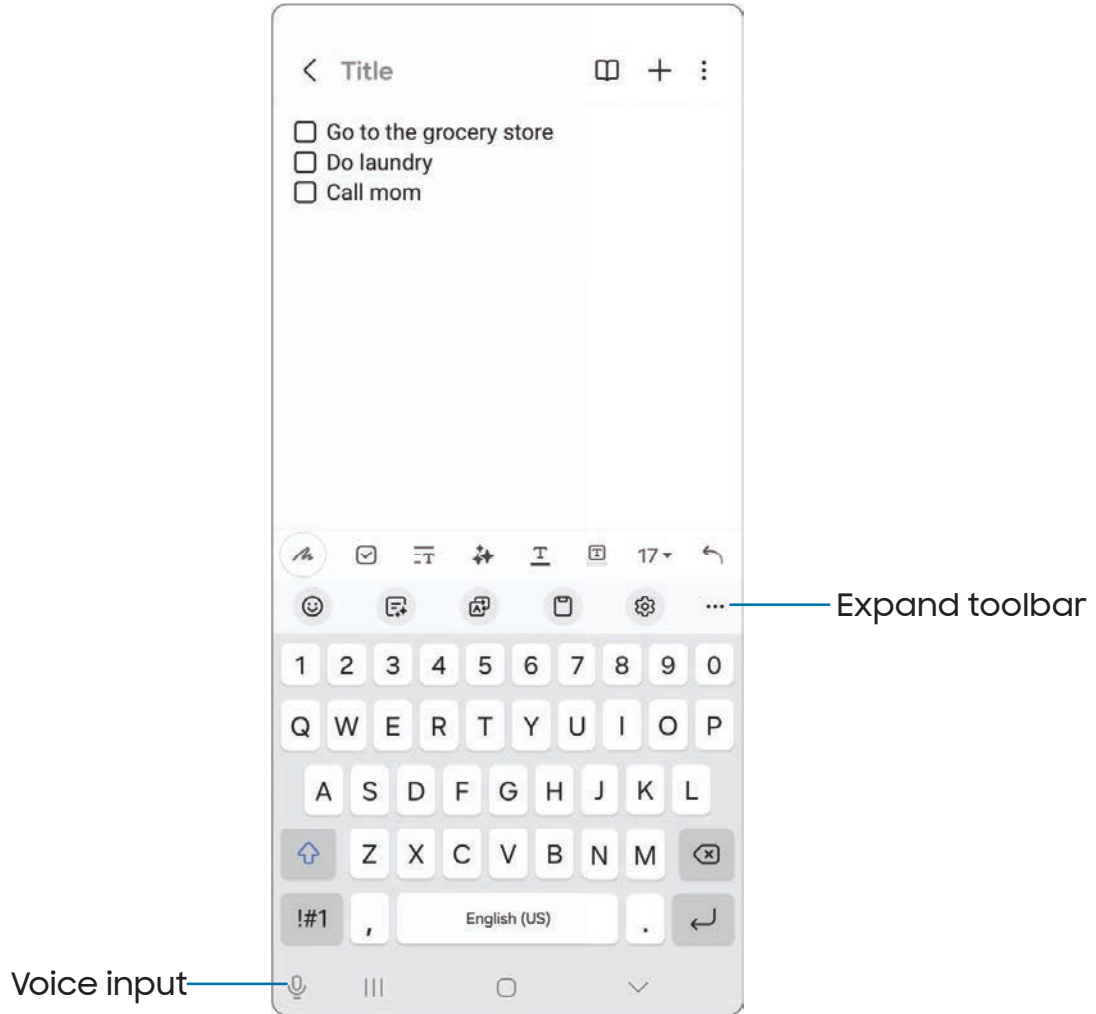 Title
Go to the grocery store
Do laundry
Call mom
17
Expand toolbar
1 2 3 4 5 6 7 8 9 0
Q W E R T Y U I O P
A S D F G H J K L
Z X C V B N M
!#1 , English (US) .
Voice input